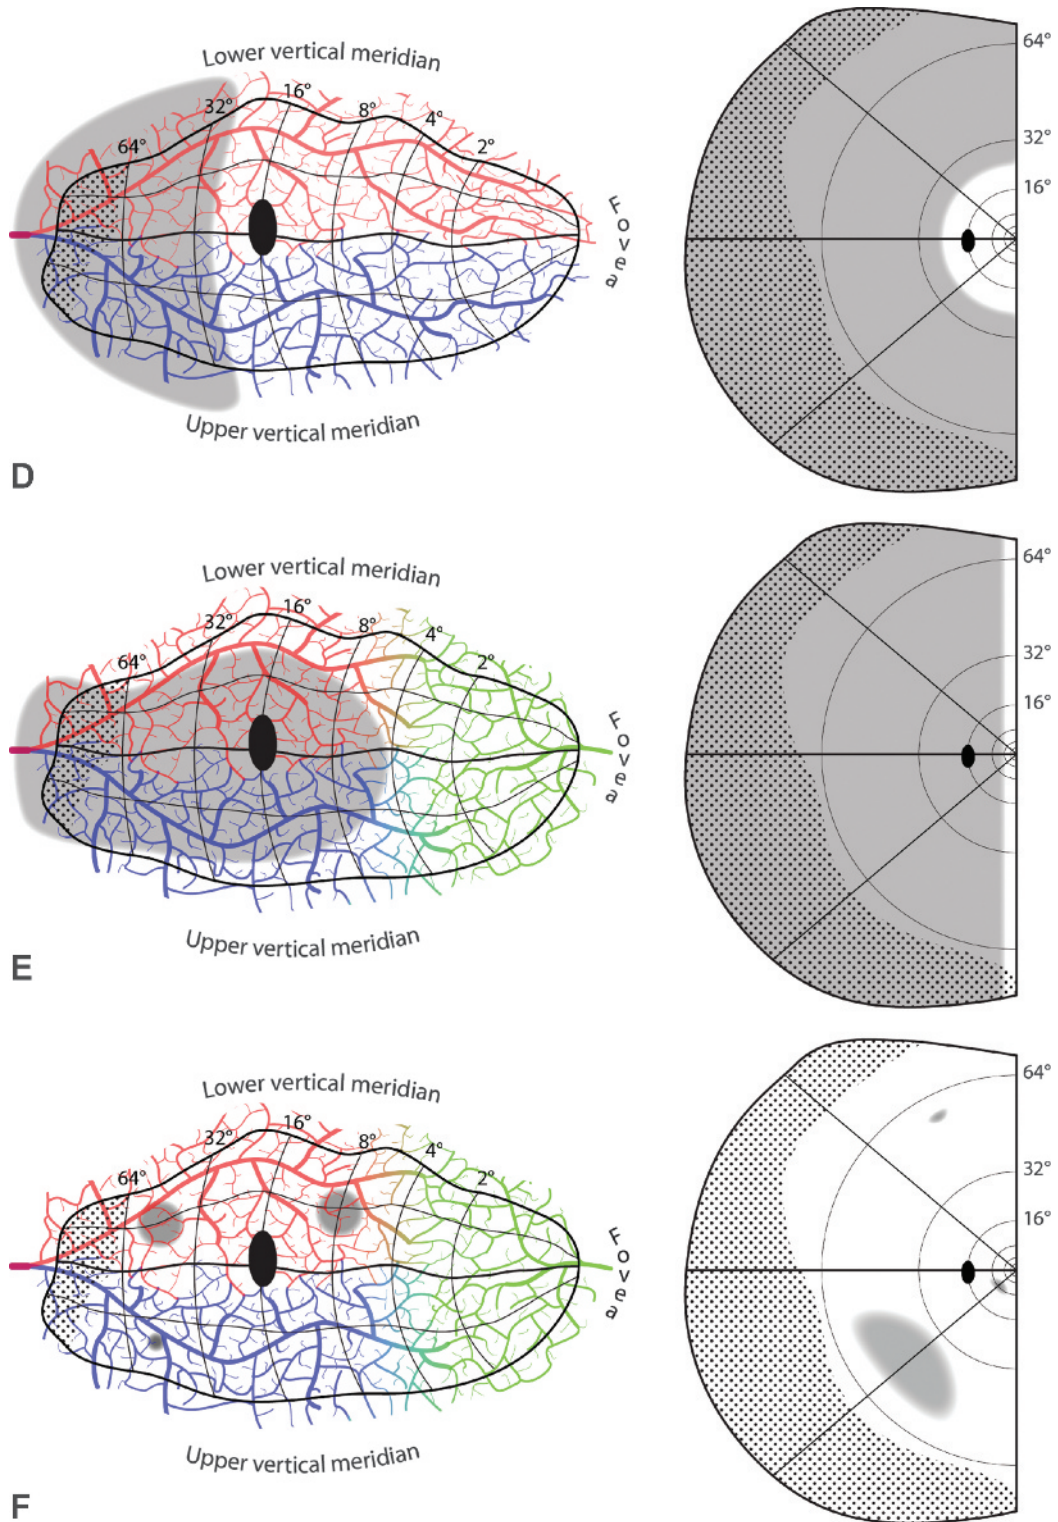 Lower vertical meridian
64° 32° 16° 8° 4° 2°
Fovea
Upper vertical meridian
64°
32°
16°
D
Lower vertical meridian
64° 32° 16° 8° 4° 2°
Fovea
Upper vertical meridian
64°
32°
16°
E
Lower vertical meridian
64° 32° 16° 8° 4° 2°
Fovea
Upper vertical meridian
64°
32°
16°
F